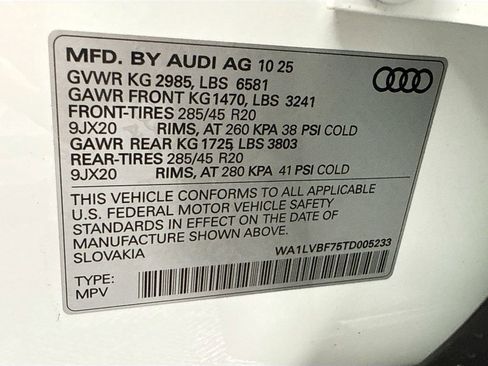 MFD. BY AUDI AG 10 25
GVWR KG 2985, LBS 6581
GAWR FRONT KG1470, LBS 3241
FRONT-TIRES 285/45 R20
9JX20 RIMS, AT 260 KPA 38 PSI COLD
GAWR REAR KG 1725, LBS 3803
REAR-TIRES 285/45 R20
9JX20 RIMS, AT 280 KPA 41 PSI COLD
THIS VEHICLE CONFORMS TO ALL APPLICABLE
U.S. FEDERAL MOTOR VEHICLE SAFETY
STANDARDS IN EFFECT ON THE DATE OF
MANUFACTURE SHOWN ABOVE.
SLOVAKIA WA1LVBF75TD005233
TYPE:
MPV